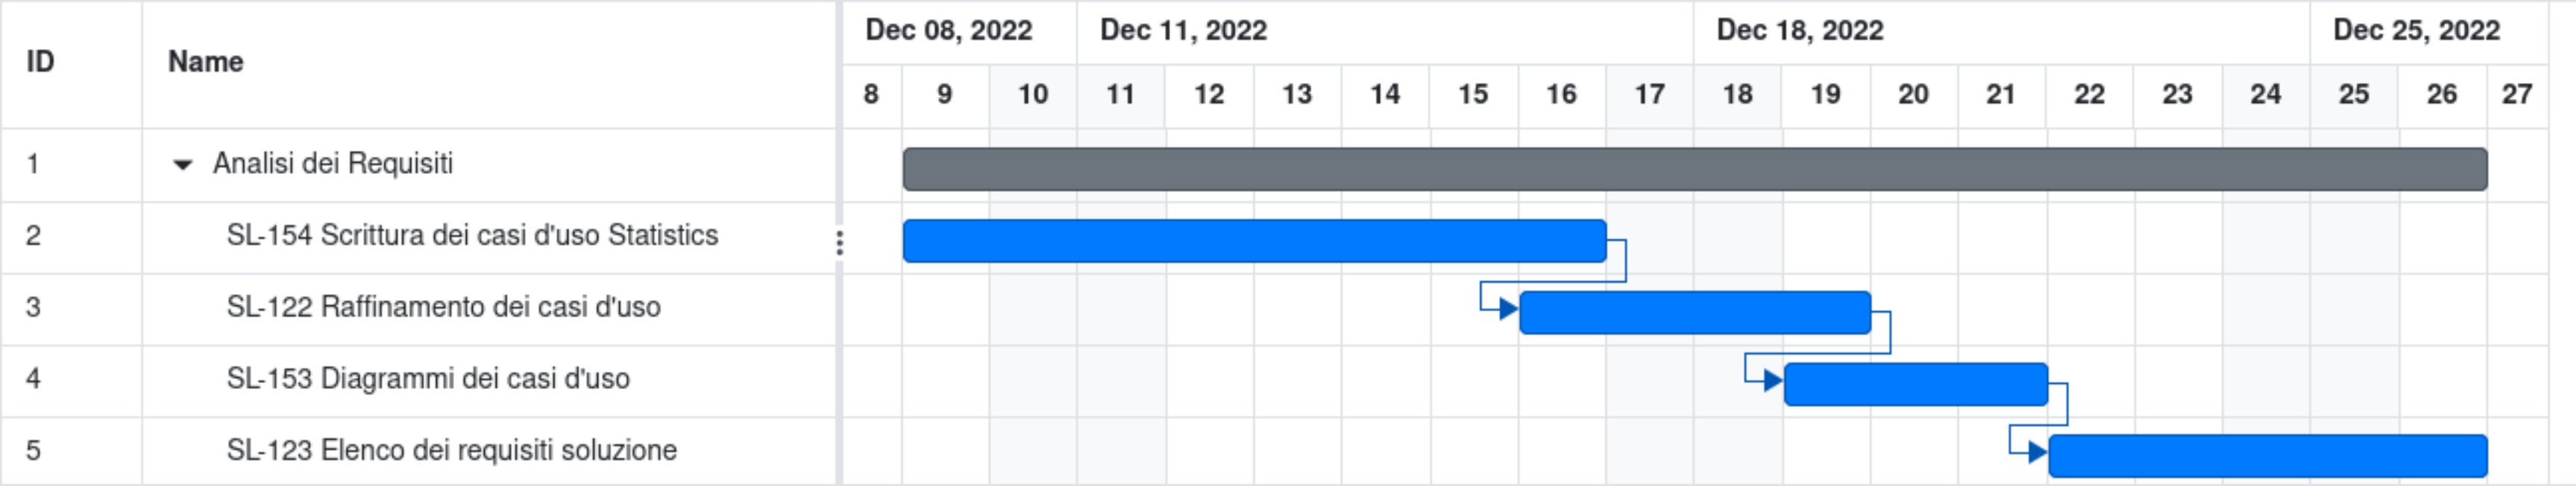 ID Name Dec 08, 2022 Dec 11, 2022 Dec 18, 2022 Dec 25, 2022
8 9 10 11 12 13 14 15 16 17 18 19 20 21 22 23 24 25 26 27
1 Analisi dei Requisiti
2 SL-154 Scrittura dei casi d'uso Statistics
3 SL-122 Raffinamento dei casi d'uso
4 SL-153 Diagrammi dei casi d'uso
5 SL-123 Elenco dei requisiti soluzione